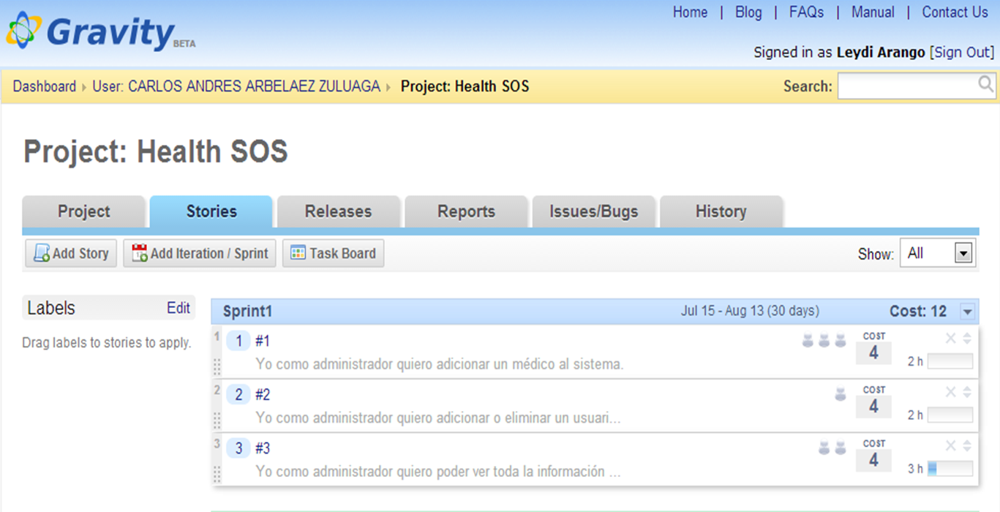 Home | Blog | FAQs | Manual | Contact Us
Gravity BETA
Signed in as Leydi Arango [Sign Out]
Dashboard User: CARLOS ANDRES ARBELAEZ ZULUAGA Project: Health SOS Search:
Project: Health SOS
Project Stories Releases Reports Issues/Bugs History
Add Story Add Iteration / Sprint Task Board Show: All
Labels Edit
Drag labels to stories to apply.
Sprint1 Jul 15 - Aug 13 (30 days) Cost: 12
1 1 #1 COST 4 2 h
Yo como administrador quiero adicionar un médico al sistema.
2 2 #2 COST 4 2 h
Yo como administrador quiero adicionar o eliminar un usuari...
3 3 #3 COST 4 3 h
Yo como administrador quiero poder ver toda la información ...